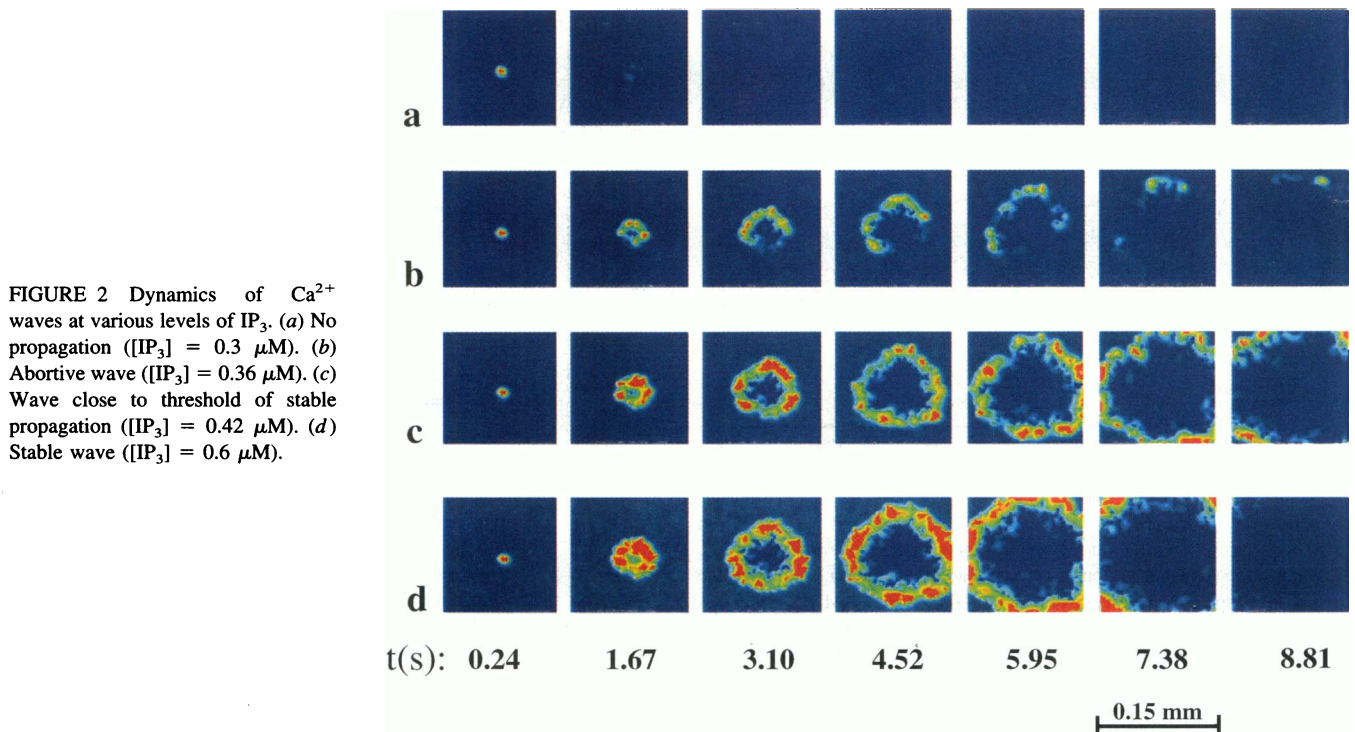 FIGURE 2 Dynamics of Ca²⁺
waves at various levels of IP₃. (a) No
propagation ([IP₃] = 0.3 μM). (b)
Abortive wave ([IP₃] = 0.36 μM). (c)
Wave close to threshold of stable
propagation ([IP₃] = 0.42 μM). (d)
Stable wave ([IP₃] = 0.6 μM).
a
b
c
d
t(s): 0.24 1.67 3.10 4.52 5.95 7.38 8.81
0.15 mm